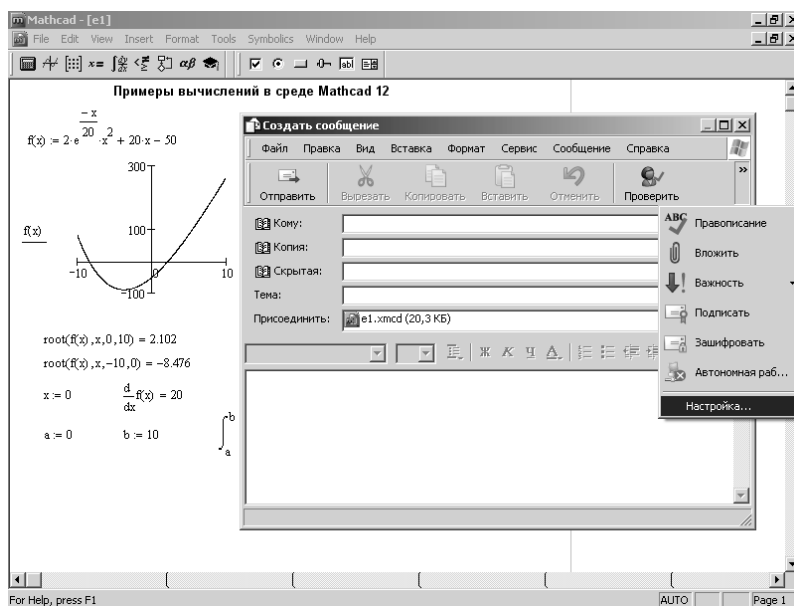 Mathcad - [e1]
File Edit View Insert Format Tools Symbolics Window Help
Примеры вычислений в среде Mathcad 12
f(x) := 2·e^(-x/20)·x^2 + 20·x − 50
300
f(x)
100
−10 0 10
−100
root(f(x),x,0,10) = 2.102
root(f(x),x,−10,0) = −8.476
x := 0 d/dx f(x) = 20
a := 0 b := 10 ∫ b a
Создать сообщение
Файл Правка Вид Вставка Формат Сервис Сообщение Справка
Отправить Вырезать Копировать Вставить Отменить Проверить
Кому:
Копия:
Скрытая:
Тема:
Присоединить: e1.xmcd (20,3 КБ)
Ж К Ч А
ABC Правописание
Вложить
Важность
Подписать
Зашифровать
Автономная раб...
Настройка...
For Help, press F1 AUTO Page 1